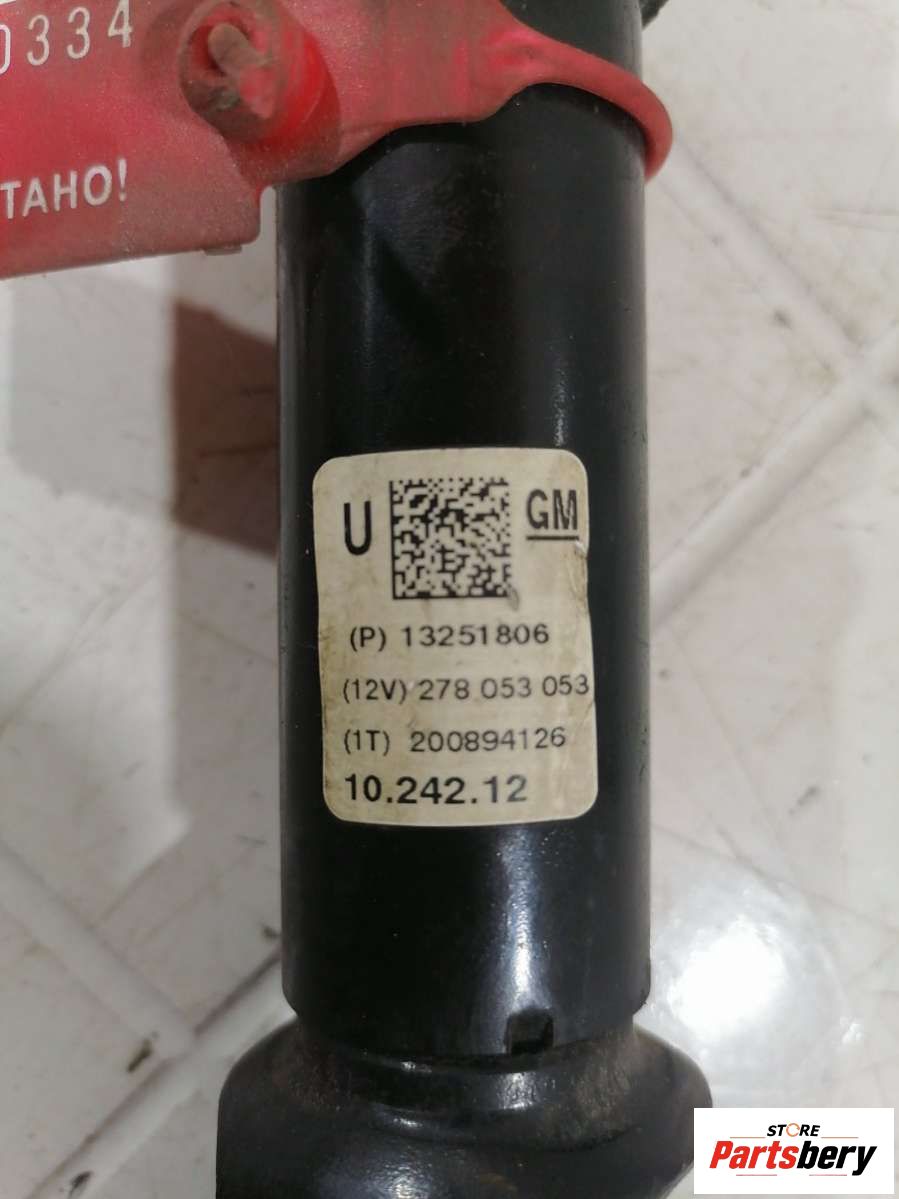 0334
ТАНО!
U GM
(P) 13251806
(12V) 278 053 053
(1T) 200894126
10.242.12
STORE
Partsbery